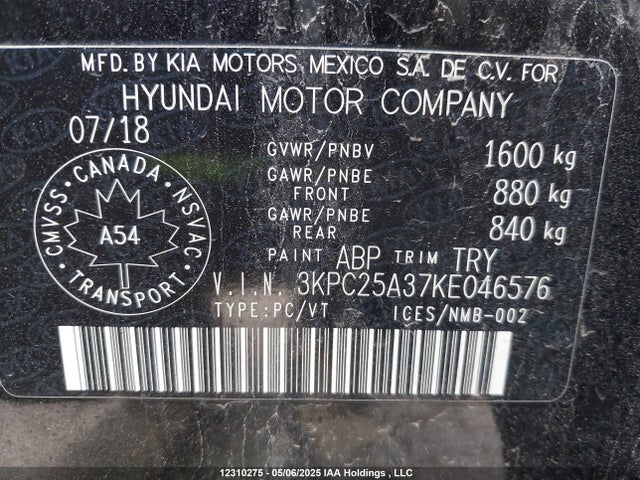 MFD. BY KIA MOTORS MEXICO S.A. DE C.V. FOR
HYUNDAI MOTOR COMPANY
07/18
GVWR/PNBV 1600 kg
GAWR/PNBE FRONT 880 kg
GAWR/PNBE REAR 840 kg
CANADA
CMVSS
NSVAC
A54
TRANSPORT
PAINT ABP TRIM TRY
V.I.N. 3KPC25A37KE046576
TYPE:PC/VT ICES/NMB-002
12310275 - 05/06/2025 IAA Holdings , LLC